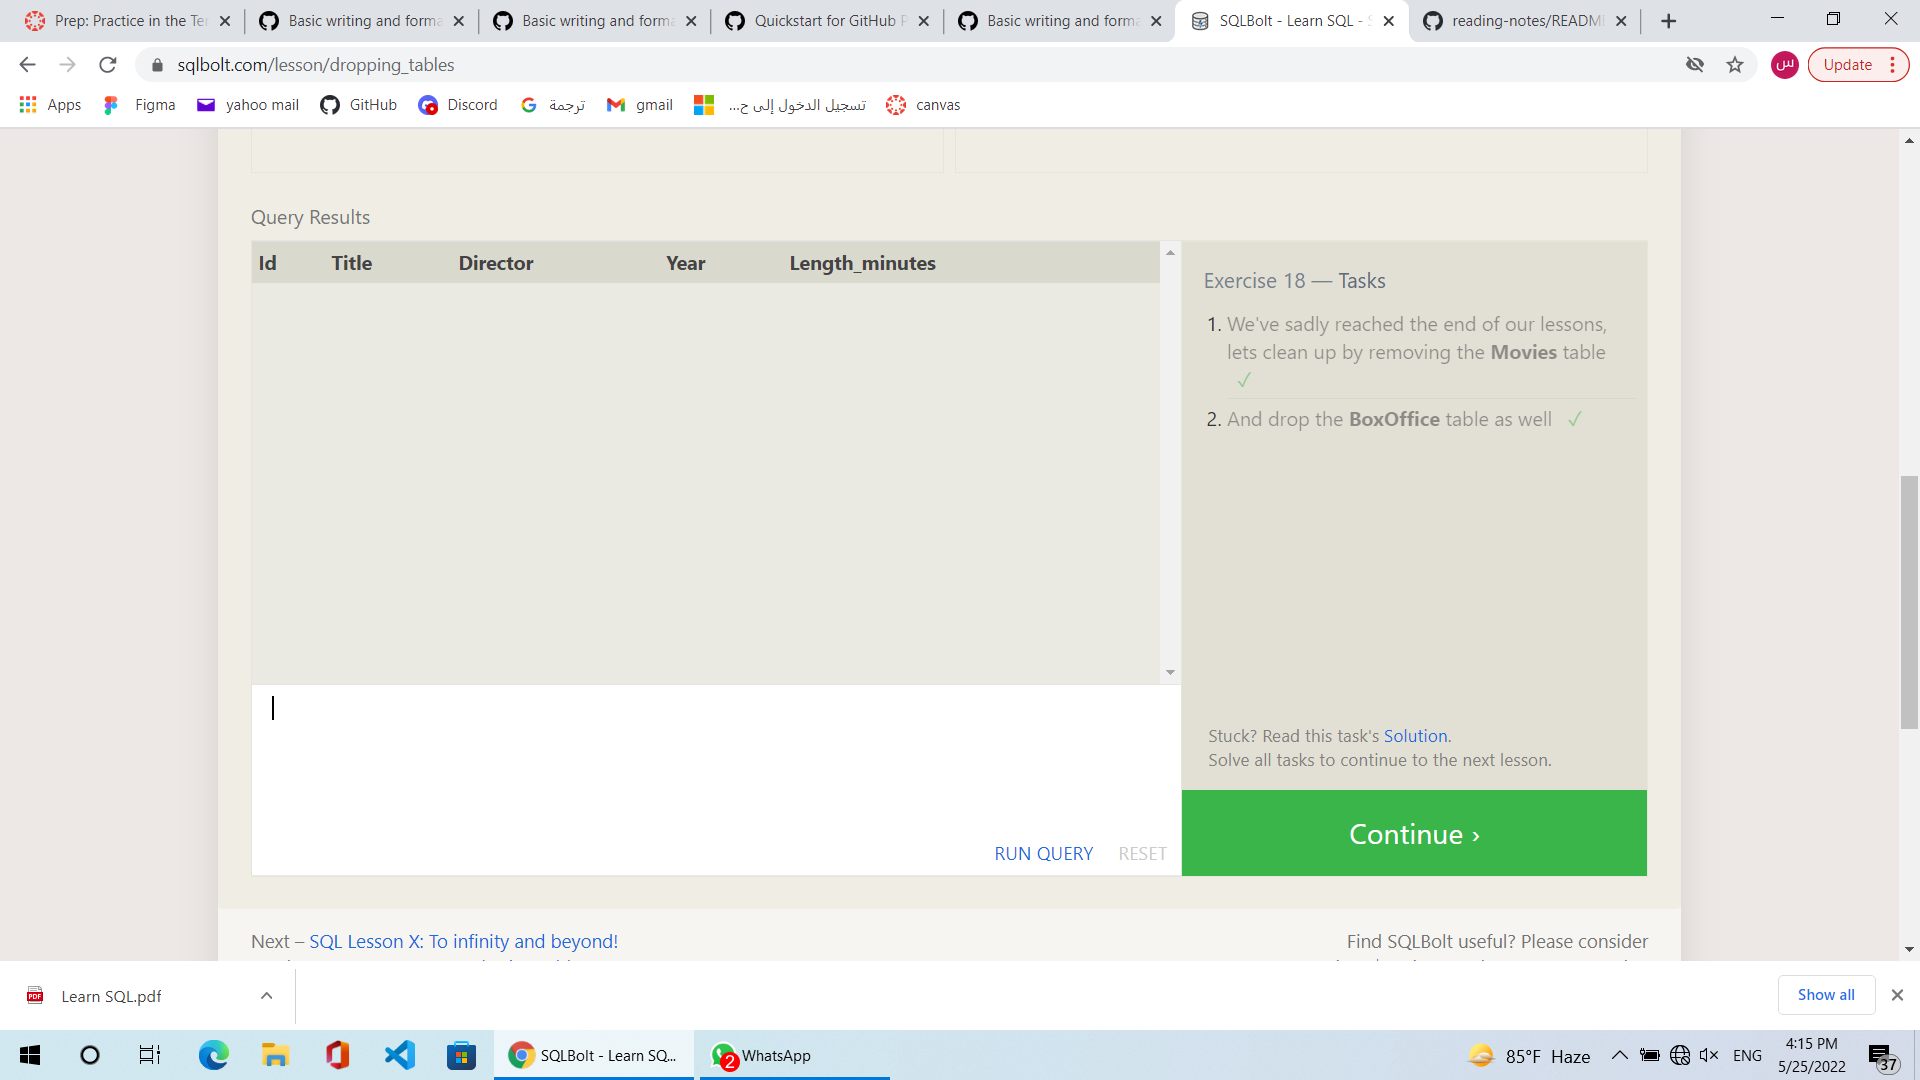 Prep: Practice in the Te
Basic writing and forma
Basic writing and forma
Quickstart for GitHub P
Basic writing and forma
SQLBolt - Learn SQL - S
reading-notes/READM
sqlbolt.com/lesson/dropping_tables
س
Update
Apps
Figma
yahoo mail
GitHub
Discord
ترجمة
gmail
تسجيل الدخول إلى ح...
canvas
Query Results
Id Title Director Year Length_minutes
Exercise 18 — Tasks
1. We've sadly reached the end of our lessons,
lets clean up by removing the Movies table
✓
2. And drop the BoxOffice table as well ✓
Stuck? Read this task's Solution.
Solve all tasks to continue to the next lesson.
RUN QUERY RESET
Continue ›
Next – SQL Lesson X: To infinity and beyond!
Find SQLBolt useful? Please consider
PDF
Learn SQL.pdf
Show all
SQLBolt - Learn SQ...
2
WhatsApp
85°F Haze
ENG
4:15 PM
5/25/2022
37